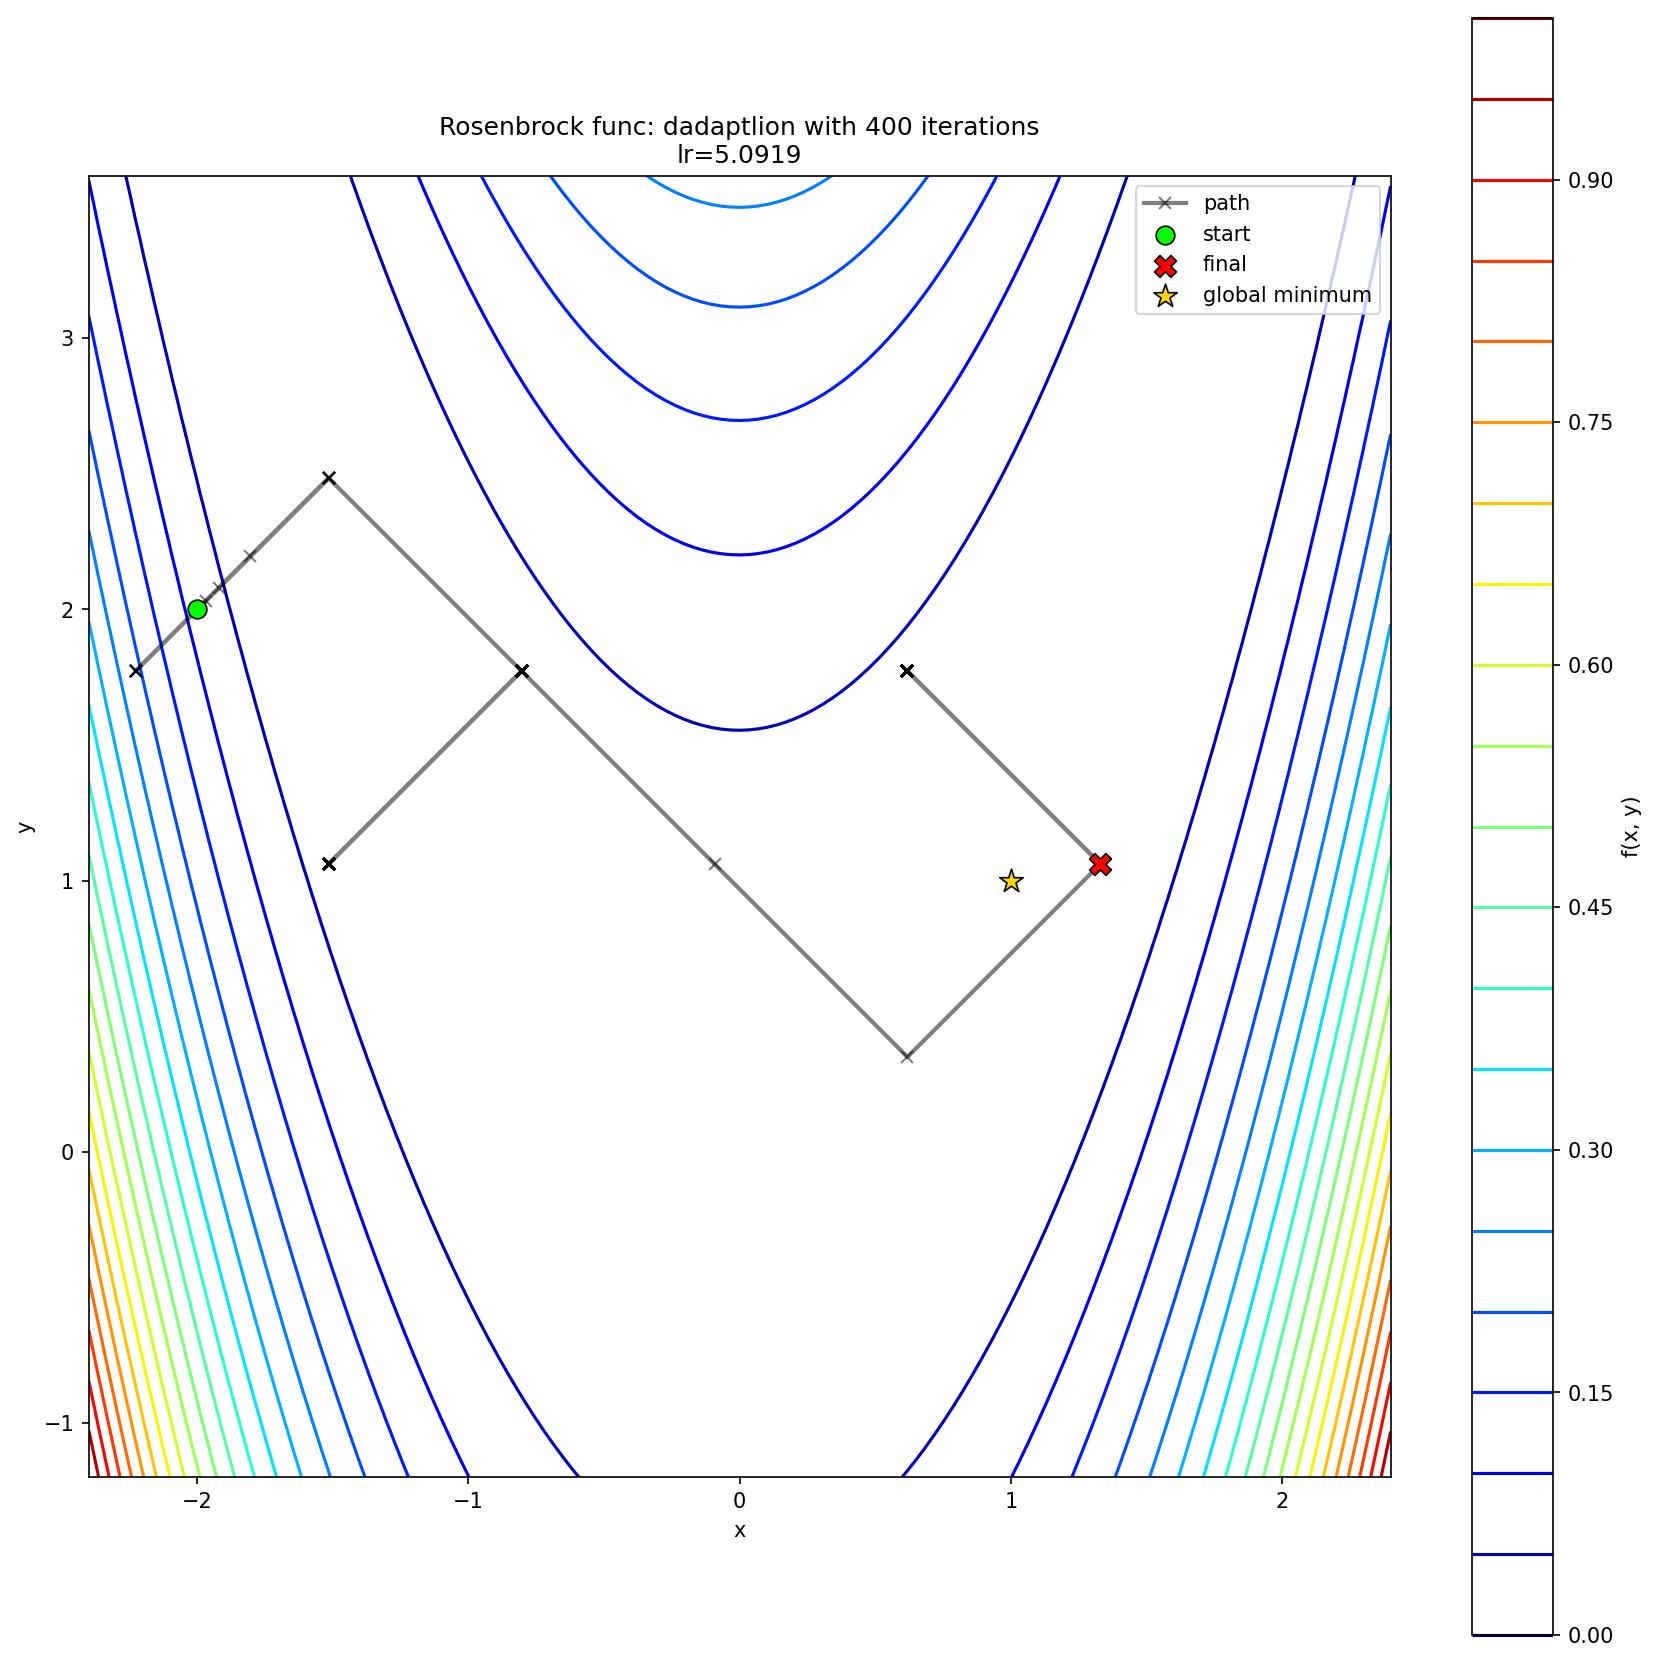 Rosenbrock func: dadaptlion with 400 iterations
lr=5.0919
path
start
final
global minimum
3
2
1
0
−1
y
−2
−1
0
1
2
x
0.90
0.75
0.60
0.45
0.30
0.15
0.00
f(x, y)